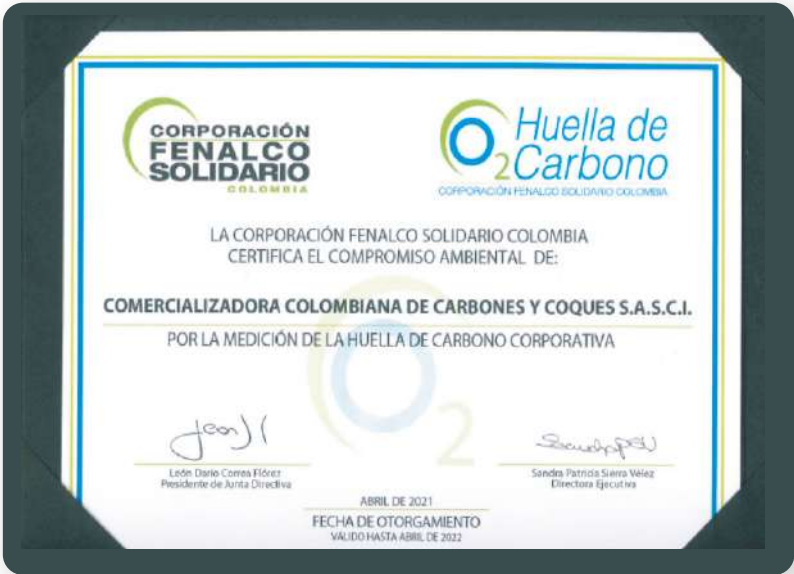 CORPORACIÓN
FENALCO
SOLIDARIO
COLOMBIA
Huella de
O2 Carbono
CORPORACIÓN FENALCO SOLIDARIO COLOMBIA
LA CORPORACIÓN FENALCO SOLIDARIO COLOMBIA
CERTIFICA EL COMPROMISO AMBIENTAL DE:
COMERCIALIZADORA COLOMBIANA DE CARBONES Y COQUES S.A.S.C.I.
POR LA MEDICIÓN DE LA HUELLA DE CARBONO CORPORATIVA
O2
León Darío Correa Flórez
Presidente de Junta Directiva
Sandra Patricia Sierra Vélez
Directora Ejecutiva
ABRIL DE 2021
FECHA DE OTORGAMIENTO
VALIDO HASTA ABRIL DE 2022